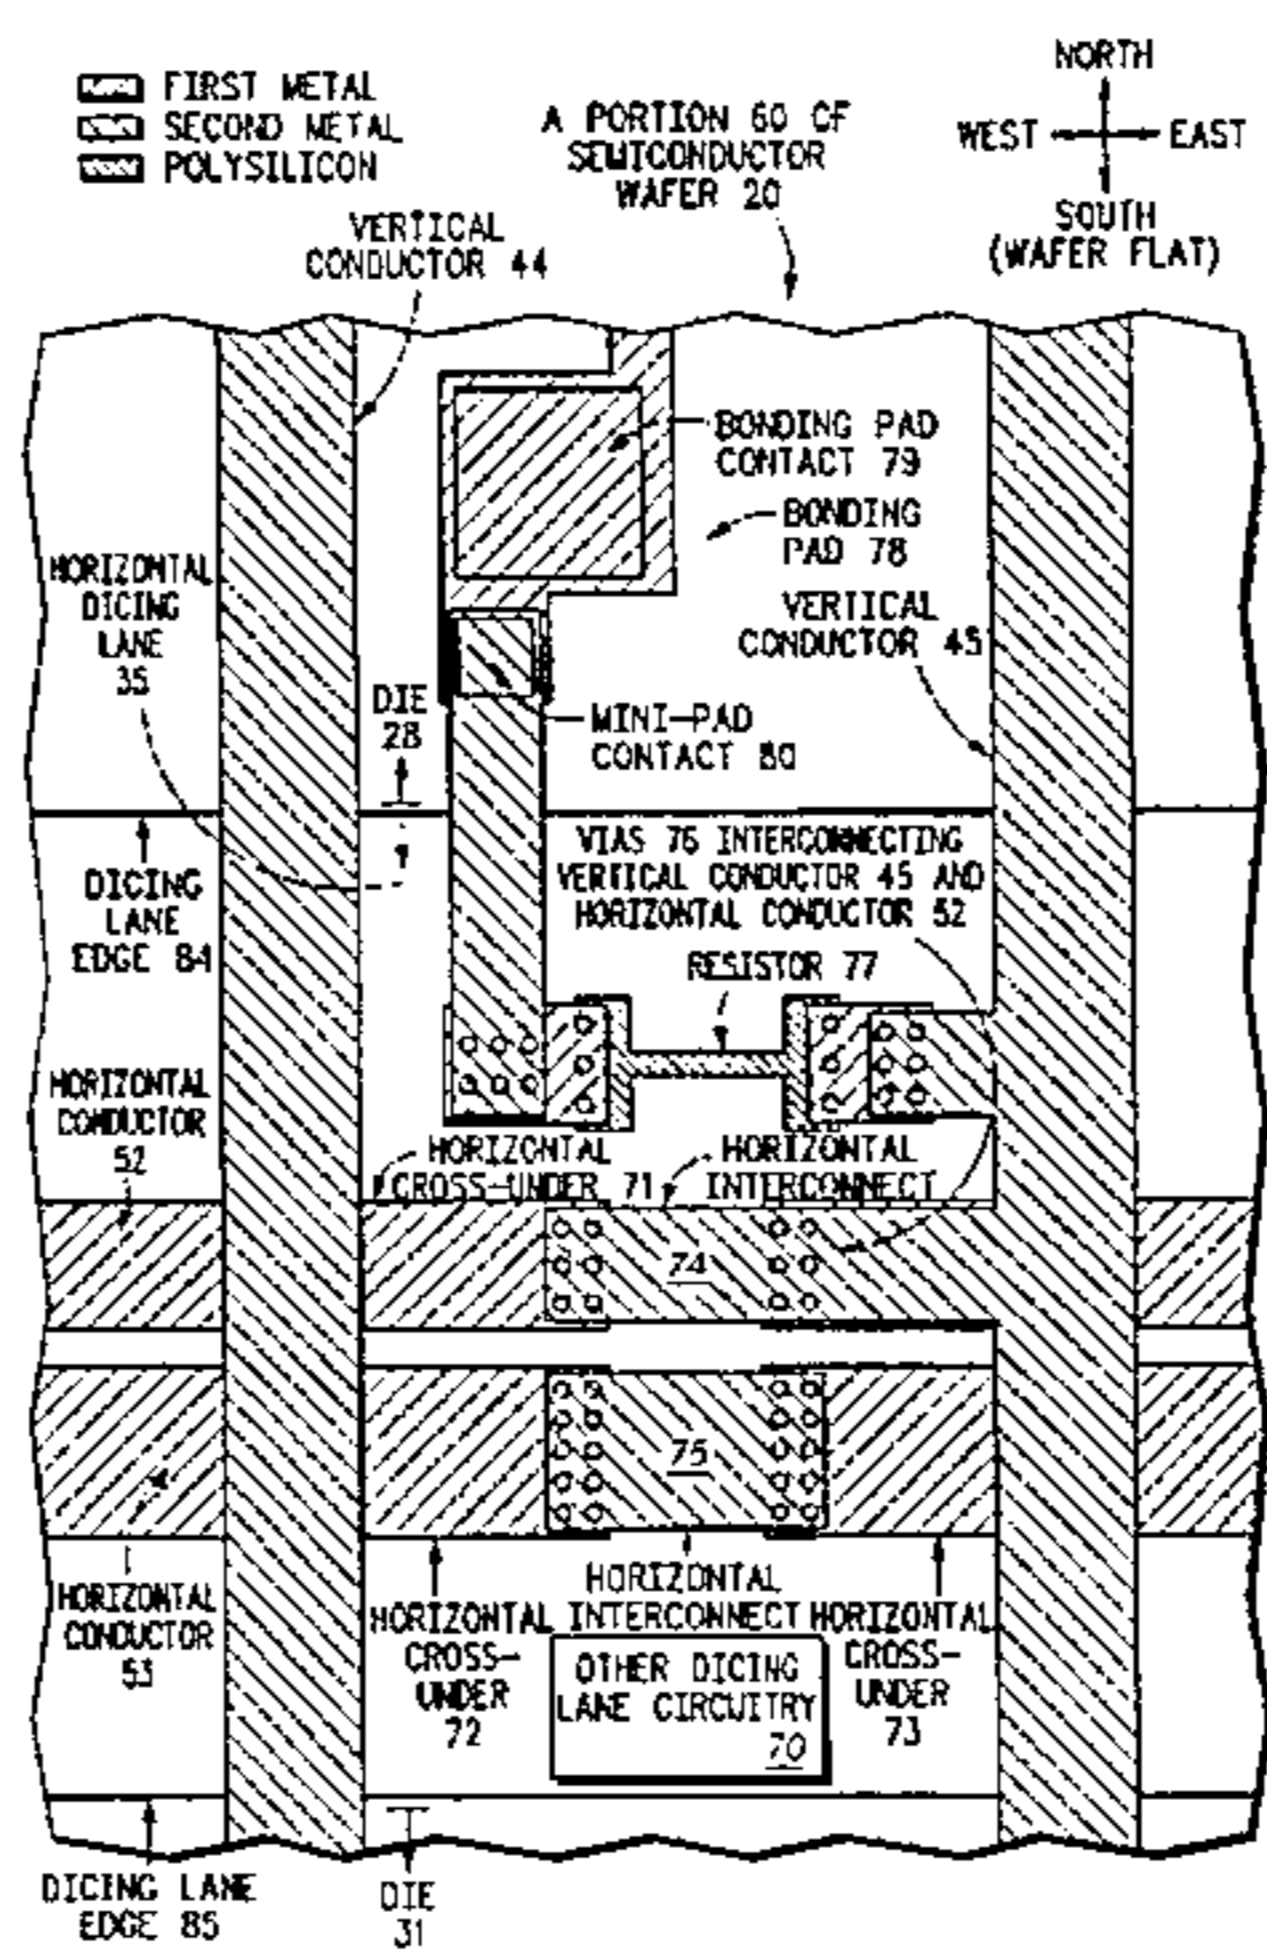 FIRST METAL
SECOND METAL
POLYSILICON
A PORTION 60 OF
SEMICONDUCTOR
WAFER 20
NORTH
WEST
EAST
SOUTH
(WAFER FLAT)
VERTICAL
CONDUCTOR 44
BONDING PAD
CONTACT 79
BONDING
PAD 78
HORIZONTAL
DICING
LANE
35
VERTICAL
CONDUCTOR 45
DIE
28
MINI-PAD
CONTACT 80
DICING
LANE
EDGE 84
VIAS 76 INTERCONNECTING
VERTICAL CONDUCTOR 45 AND
HORIZONTAL CONDUCTOR 52
RESISTOR 77
HORIZONTAL
CONDUCTOR
52
HORIZONTAL
CROSS-UNDER 71
HORIZONTAL
INTERCONNECT
74
75
HORIZONTAL
CONDUCTOR
53
HORIZONTAL
CROSS-
UNDER
72
HORIZONTAL
INTERCONNECT
HORIZONTAL
CROSS-
UNDER
73
OTHER DICING
LANE CIRCUITRY
70
DICING LANE
EDGE 85
DIE
31